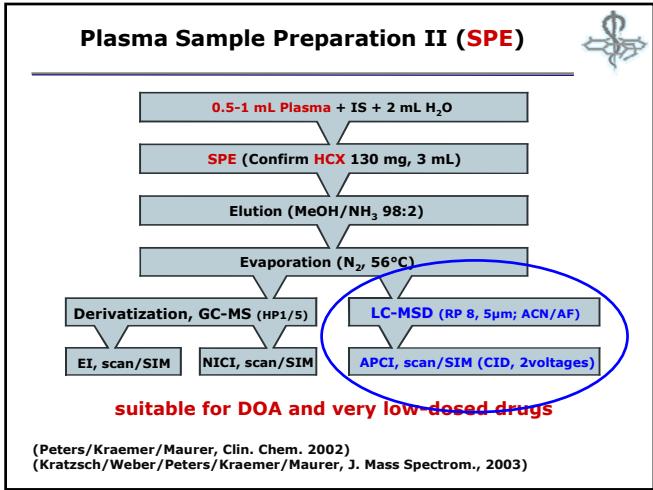 Plasma Sample Preparation II (SPE)
0.5-1 mL Plasma + IS + 2 mL H₂O
SPE (Confirm HCX 130 mg, 3 mL)
Elution (MeOH/NH₃ 98:2)
Evaporation (N₂, 56°C)
Derivatization, GC-MS (HP1/5)
LC-MSD (RP 8, 5µm; ACN/AF)
EI, scan/SIM
NICI, scan/SIM
APCI, scan/SIM (CID, 2voltages)
suitable for DOA and very low-dosed drugs
(Peters/Kraemer/Maurer, Clin. Chem. 2002)
(Kratzsch/Weber/Peters/Kraemer/Maurer, J. Mass Spectrom., 2003)